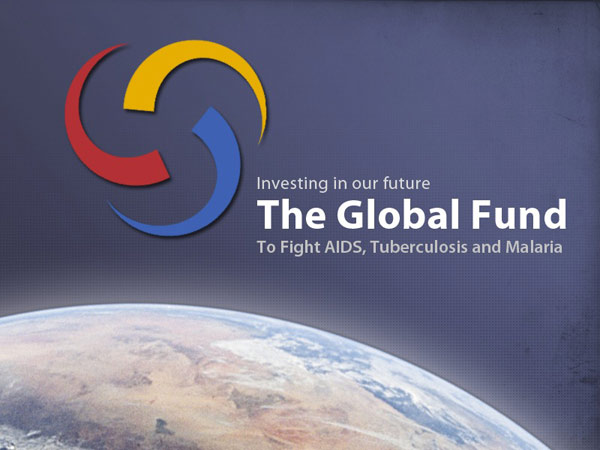 Investing in our future
The Global Fund
To Fight AIDS, Tuberculosis and Malaria